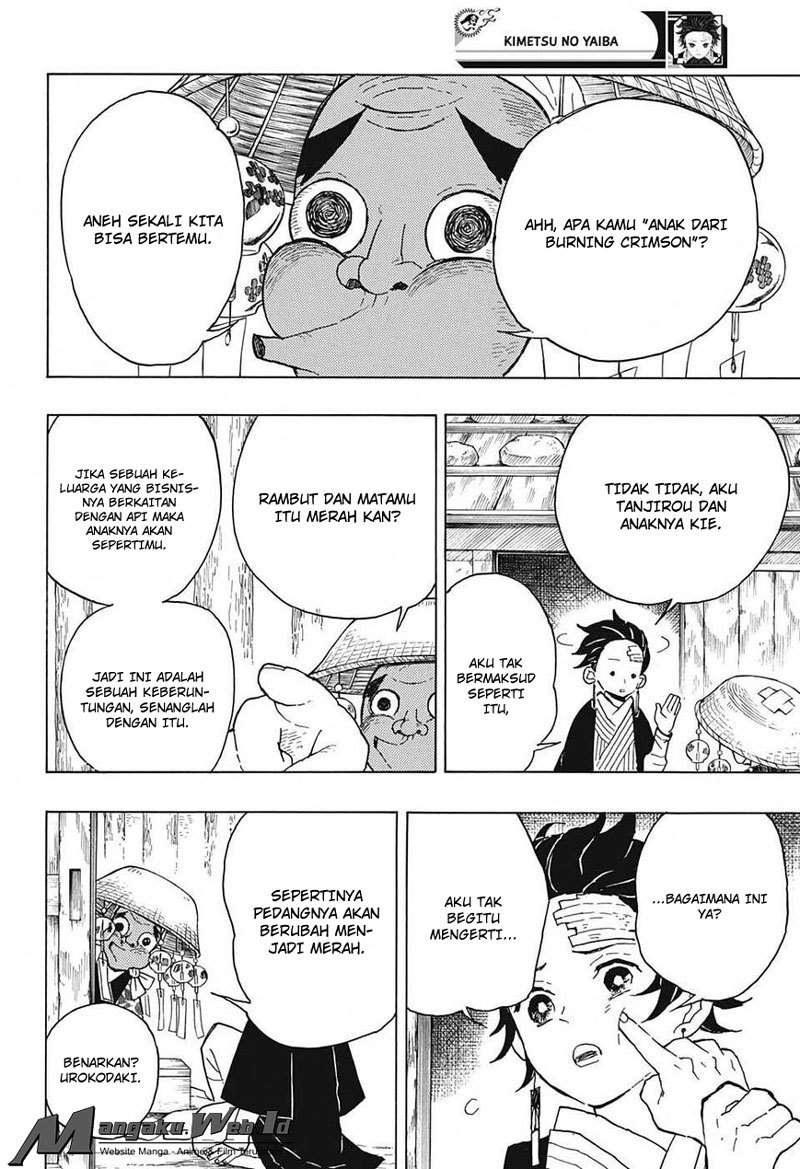 KIMETSU NO YAIBA
AHH, APA KAMU "ANAK DARI
BURNING CRIMSON"?
ANEH SEKALI KITA
BISA BERTEMU.
TIDAK TIDAK, AKU
TANJIROU DAN
ANAKNYA KIE.
AKU TAK
BERMAKSUD
SEPERTI
ITU,
RAMBUT DAN MATAMU
ITU MERAH KAN?
JIKA SEBUAH KE-
LUARGA YANG BISNIS-
NYA BERKAITAN
DENGAN API MAKA
ANAKNYA AKAN
SEPERTIMU.
JADI INI ADALAH
SEBUAH KEBERUN-
TUNGAN, SENANGLAH
DENGAN ITU.
...BAGAIMANA INI
YA?
AKU TAK
BEGITU
MENGERTI...
SEPERTINYA
PEDANGNYA AKAN
BERUBAH MEN-
JADI MERAH.
BENARKAN?
UROKODAKI.
Mangaku.Web.Id
Website Manga - Anime & Film